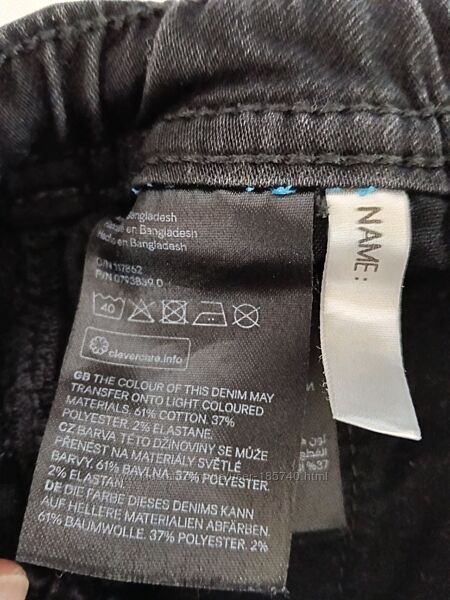 Bangladesh
en Bangladesh
en Bangladesh
P/N 0793839
40
clevercare.info
GB THE COLOUR OF THIS DENIM MAY
TRANSFER ONTO LIGHT COLOURED
MATERIALS. 61% COTTON. 37%
POLYESTER. 2% ELASTANE.
CZ BARVA TÉTO DŽÍNOVINY SE MŮŽE
PŘENÉST NA MATERIÁLY SVĚTLÉ
BARVY. 61% BAVLNA. 37% POLYESTER.
2% ELASTAN.
DE DIE FARBE DIESES DENIMS KANN
AUF HELLERE MATERIALIEN ABFÄRBEN.
61% BAUMWOLLE. 37% POLYESTER. 2%
NAME:
لون
%37